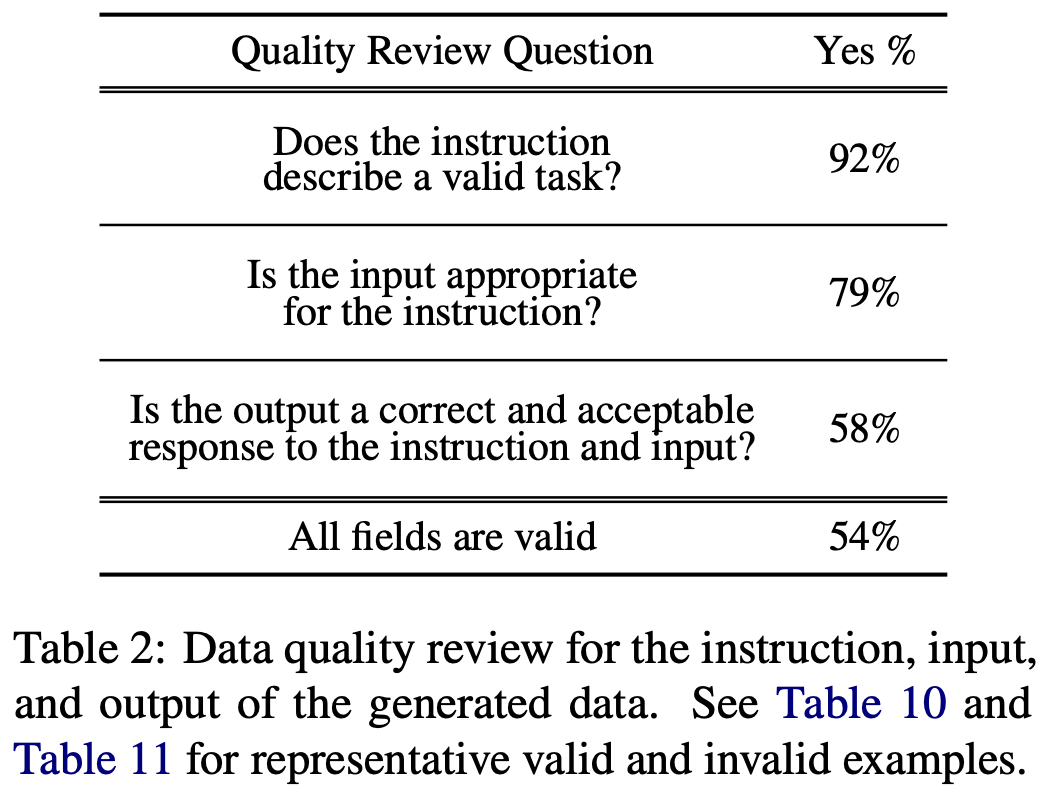 Quality Review Question Yes %
Does the instruction
describe a valid task? 92%
Is the input appropriate
for the instruction? 79%
Is the output a correct and acceptable
response to the instruction and input? 58%
All fields are valid 54%
Table 2: Data quality review for the instruction, input,
and output of the generated data. See Table 10 and
Table 11 for representative valid and invalid examples.